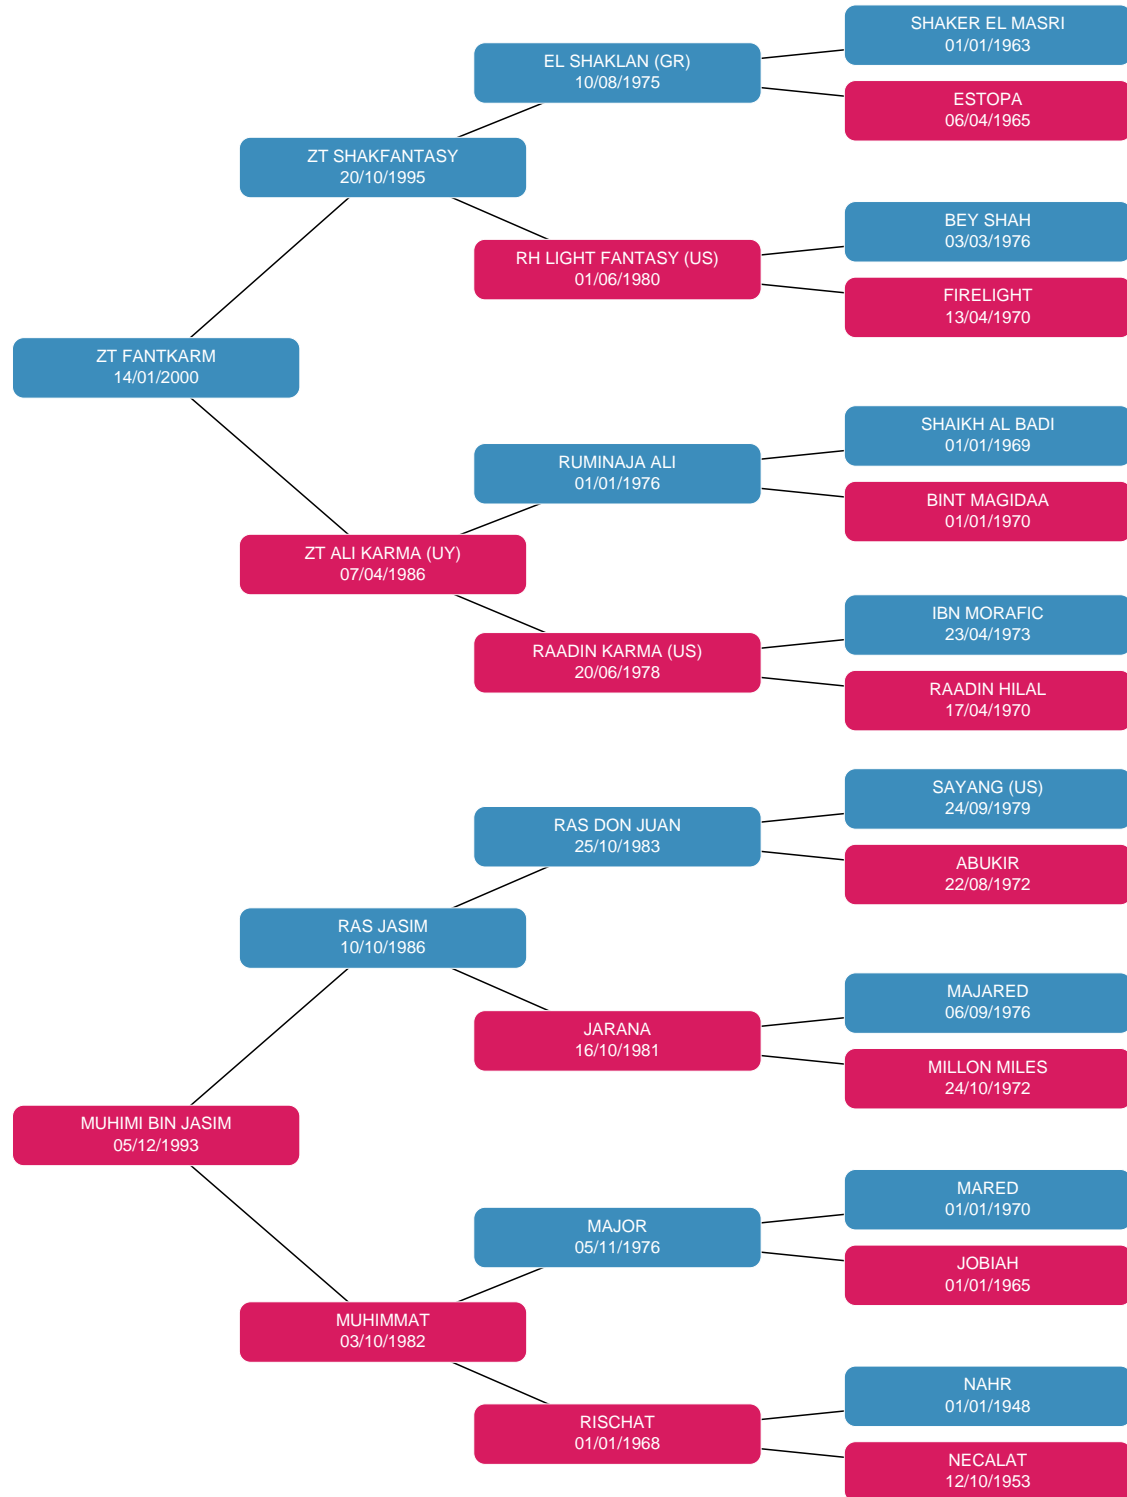 SHAKER EL MASRI
01/01/1963
EL SHAKLAN (GR)
10/08/1975
ESTOPA
06/04/1965
ZT SHAKFANTASY
20/10/1995
BEY SHAH
03/03/1976
RH LIGHT FANTASY (US)
01/06/1980
FIRELIGHT
13/04/1970
ZT FANTKARM
14/01/2000
SHAIKH AL BADI
01/01/1969
RUMINAJA ALI
01/01/1976
BINT MAGIDAA
01/01/1970
ZT ALI KARMA (UY)
07/04/1986
IBN MORAFIC
23/04/1973
RAADIN KARMA (US)
20/06/1978
RAADIN HILAL
17/04/1970
SAYANG (US)
24/09/1979
RAS DON JUAN
25/10/1983
ABUKIR
22/08/1972
RAS JASIM
10/10/1986
MAJARED
06/09/1976
JARANA
16/10/1981
MILLON MILES
24/10/1972
MUHIMI BIN JASIM
05/12/1993
MARED
01/01/1970
MAJOR
05/11/1976
JOBIAH
01/01/1965
MUHIMMAT
03/10/1982
NAHR
01/01/1948
RISCHAT
01/01/1968
NECALAT
12/10/1953